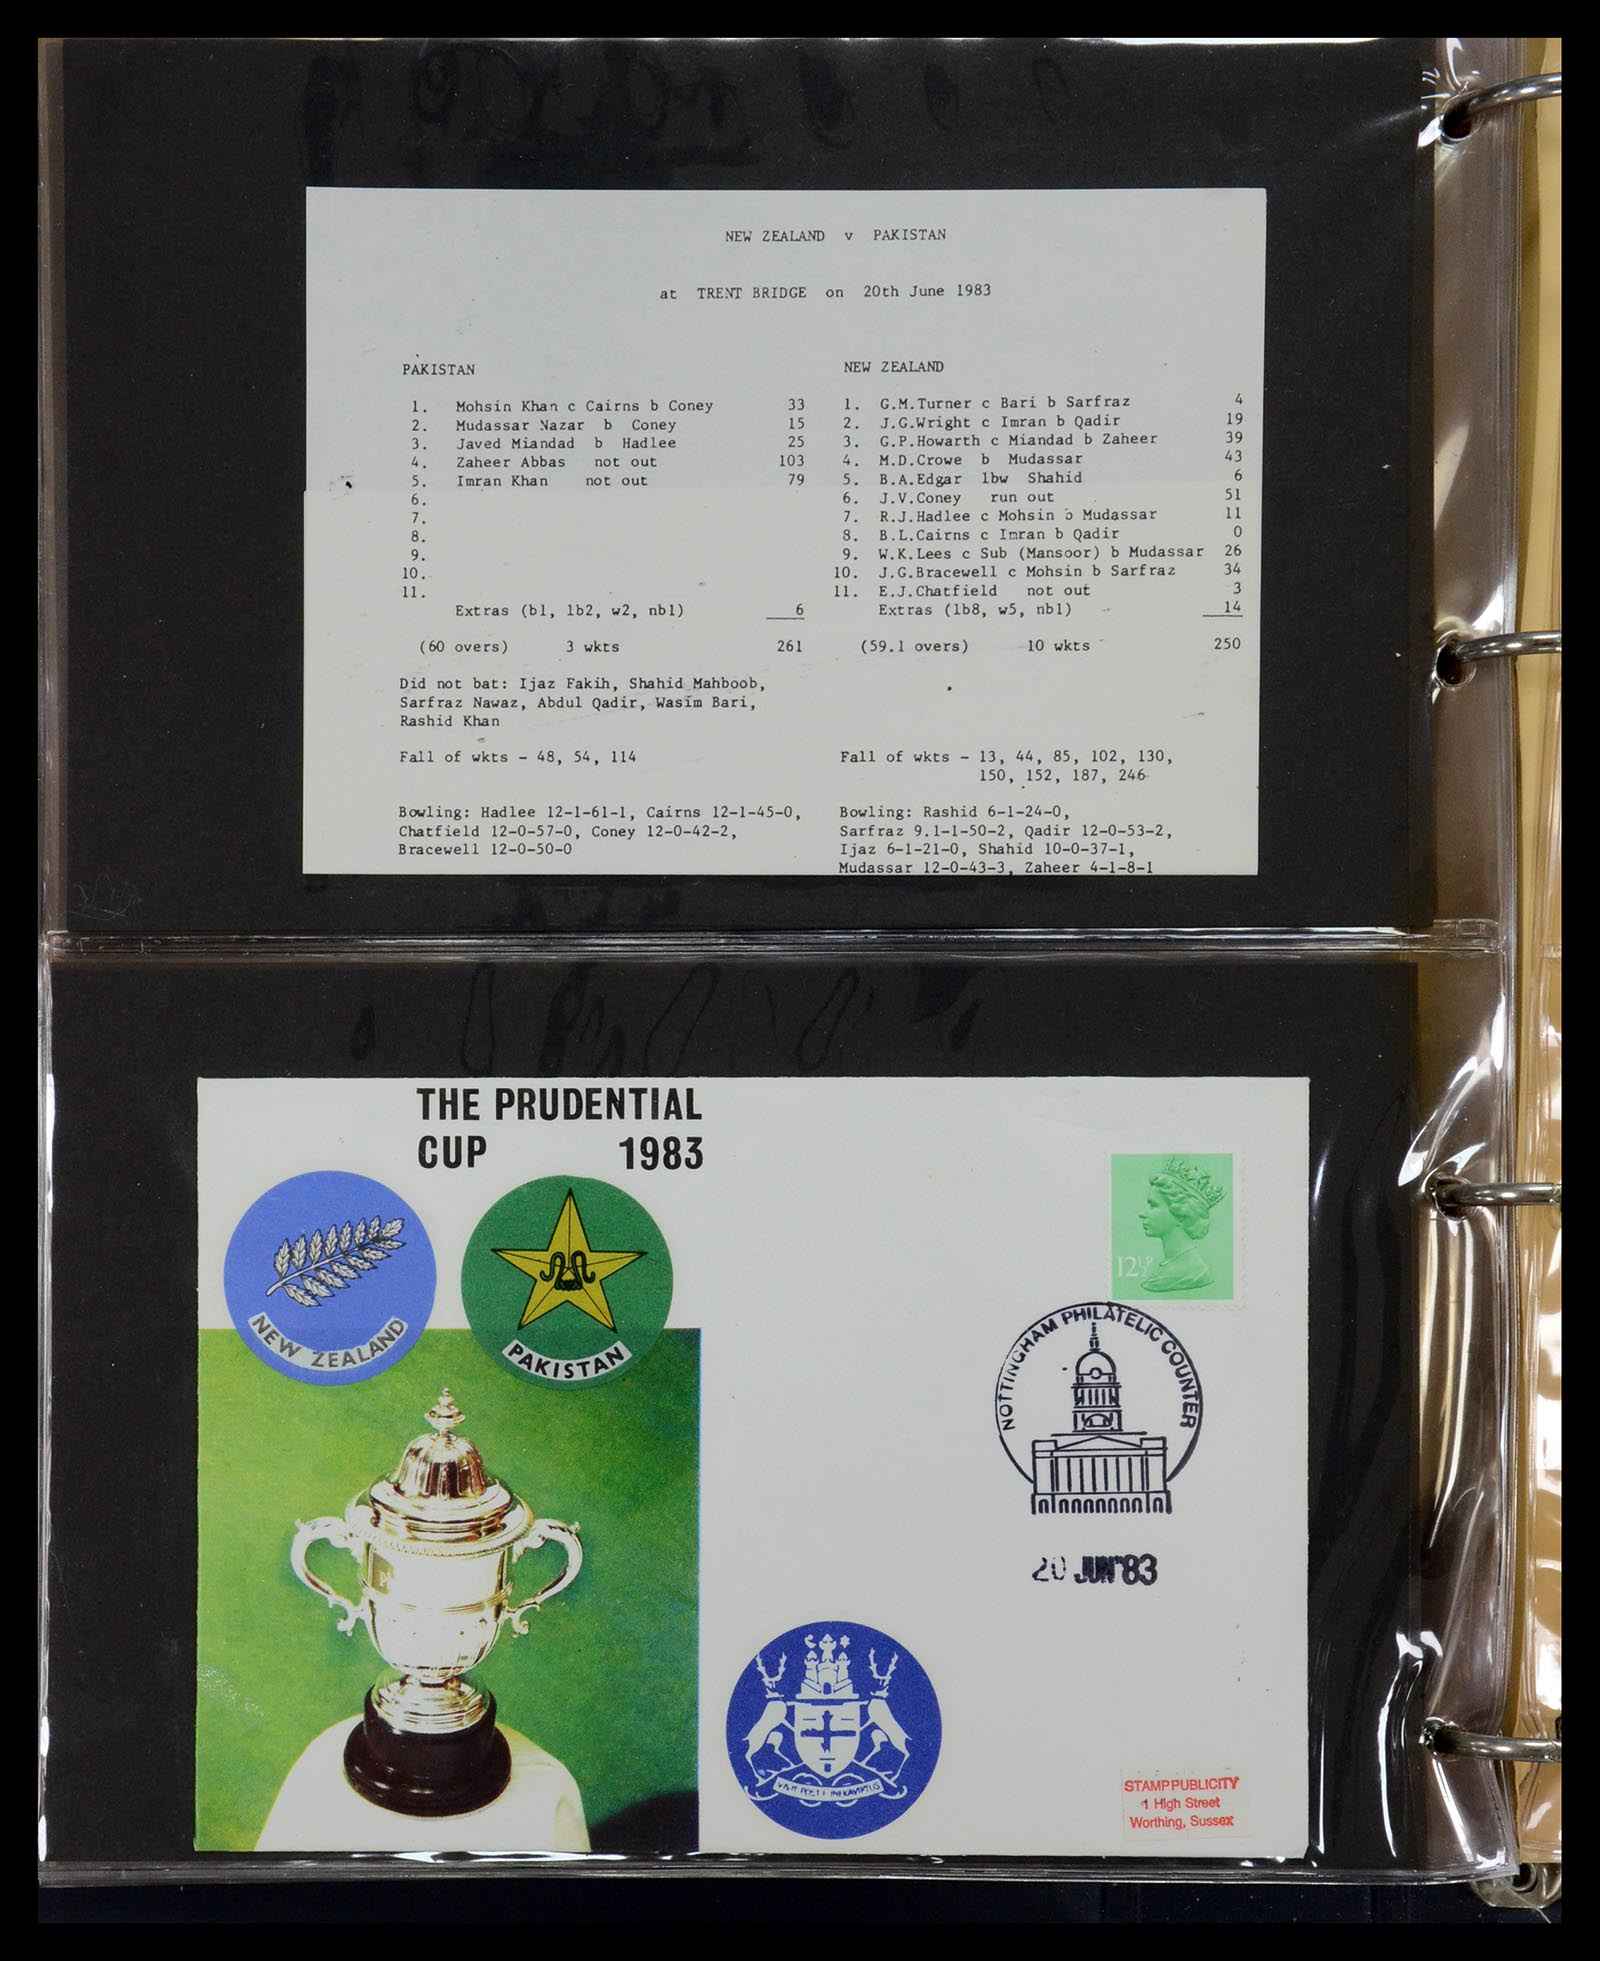 NEW ZEALAND v PAKISTAN
at TRENT BRIDGE on 20th June 1983
PAKISTAN
1. Mohsin Khan c Cairns b Coney 33
2. Mudassar Nazar b Coney 15
3. Javed Miandad b Hadlee 25
4. Zaheer Abbas not out 103
5. Imran Khan not out 79
6.
7.
8.
9.
10.
11.
Extras (b1, lb2, w2, nb1) 6
(60 overs) 3 wkts 261
Did not bat: Ijaz Fakih, Shahid Mahboob,
Sarfraz Nawaz, Abdul Qadir, Wasim Bari,
Rashid Khan
Fall of wkts - 48, 54, 114
Bowling: Hadlee 12-1-61-1, Cairns 12-1-45-0,
Chatfield 12-0-57-0, Coney 12-0-42-2,
Bracewell 12-0-50-0
NEW ZEALAND
1. G.M.Turner c Bari b Sarfraz 4
2. J.G.Wright c Imran b Qadir 19
3. G.P.Howarth c Miandad b Zaheer 39
4. M.D.Crowe b Mudassar 43
5. B.A.Edgar lbw Shahid 6
6. J.V.Coney run out 51
7. R.J.Hadlee c Mohsin b Mudassar 11
8. B.L.Cairns c Imran b Qadir 0
9. W.K.Lees c Sub (Mansoor) b Mudassar 26
10. J.G.Bracewell c Mohsin b Sarfraz 34
11. E.J.Chatfield not out 3
Extras (lb8, w5, nb1) 14
(59.1 overs) 10 wkts 250
Fall of wkts - 13, 44, 85, 102, 130,
150, 152, 187, 246
Bowling: Rashid 6-1-24-0,
Sarfraz 9.1-1-50-2, Qadir 12-0-53-2,
Ijaz 6-1-21-0, Shahid 10-0-37-1,
Mudassar 12-0-43-3, Zaheer 4-1-8-1
THE PRUDENTIAL
CUP 1983
NEW ZEALAND
PAKISTAN
12½P
NOTTINGHAM PHILATELIC COUNTER
20 JUN '83
STAMP PUBLICITY
1 High Street
Worthing, Sussex